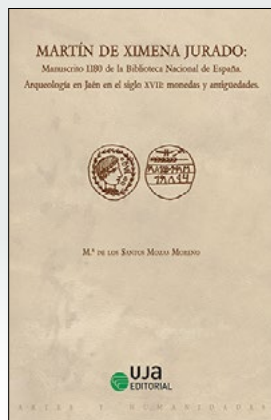 MARTÍN DE XIMENA JURADO:
Manuscrito 1180 de la Biblioteca Nacional de España.
Arqueología en Jaén en el siglo XVII: monedas y antigüedades.
M.ª DE LOS SANTOS MOZAS MORENO
uja
EDITORIAL
ARTES Y HUMANIDADES